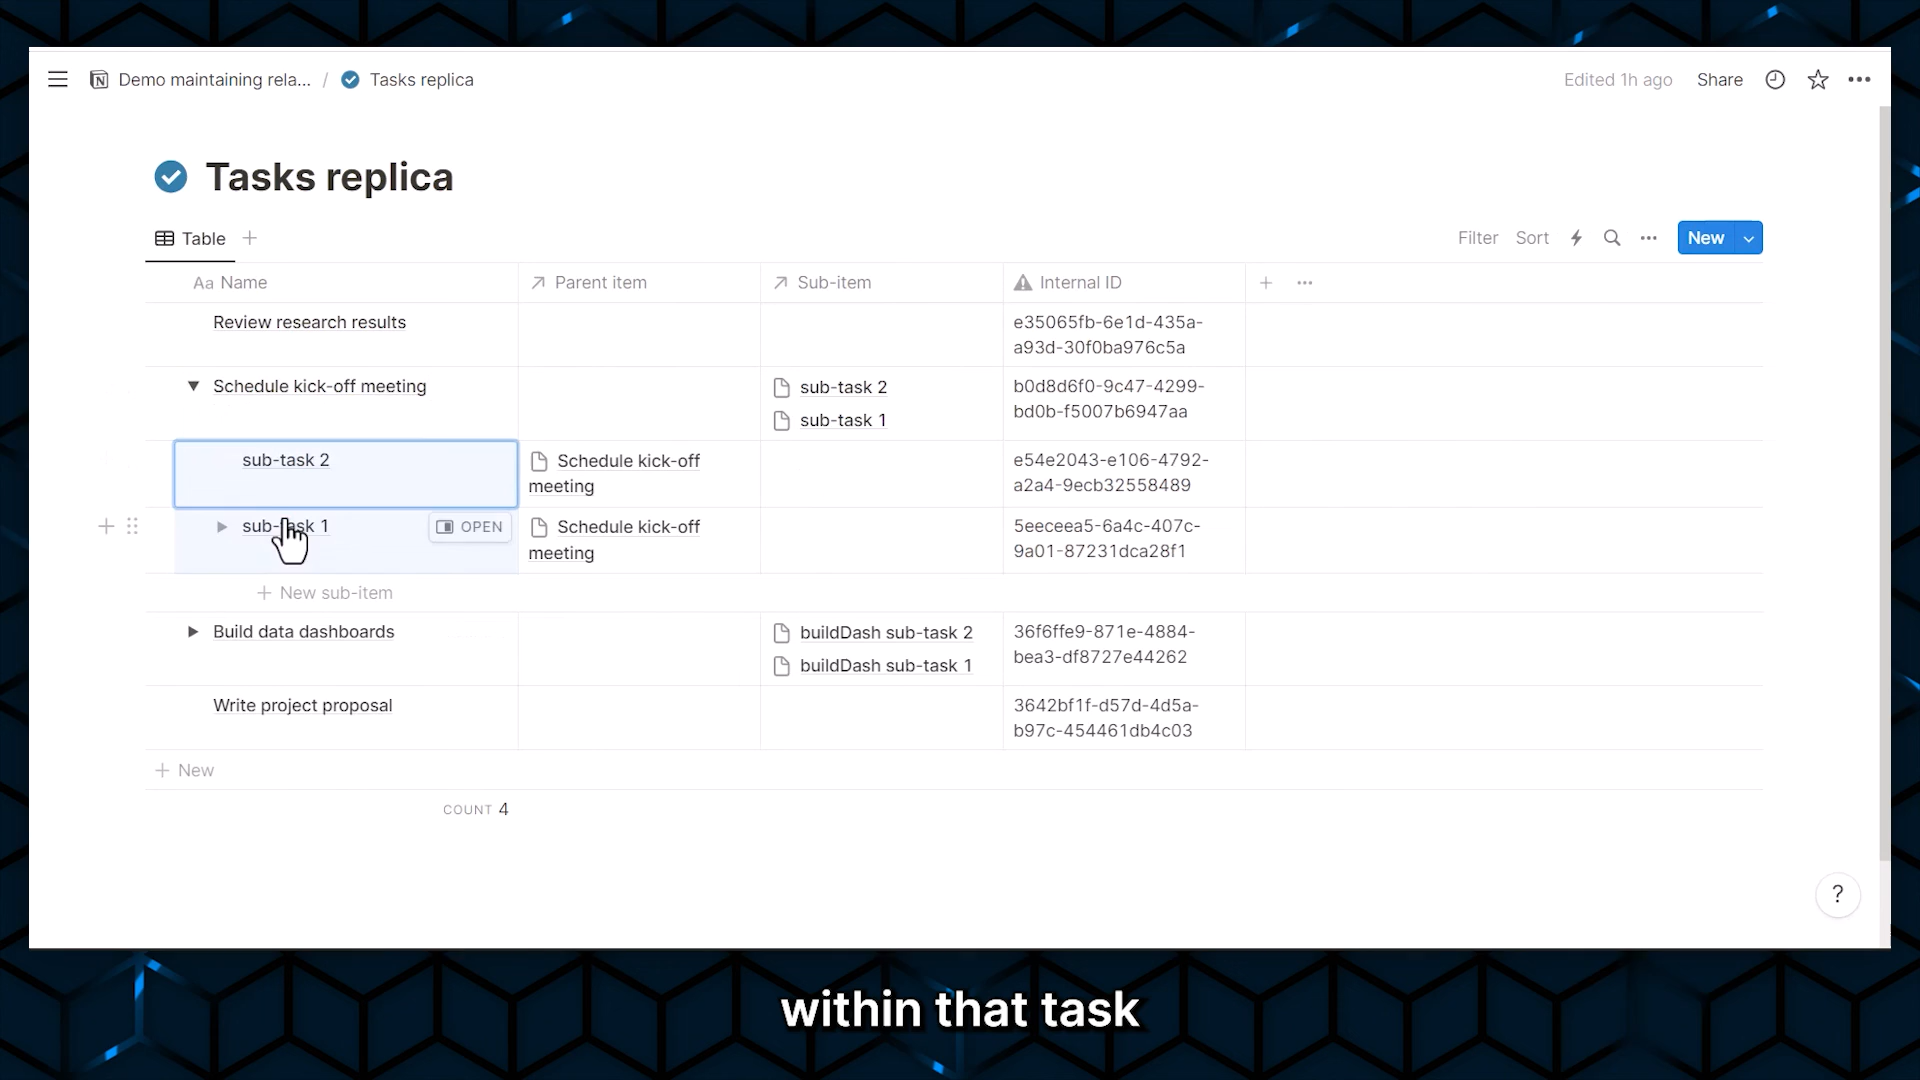 Demo maintaining rela... / Tasks replica
Edited 1h ago Share
Tasks replica
Table
Filter Sort New
Aa Name Parent item Sub-item Internal ID
Review research results e35065fb-6e1d-435a-
a93d-30f0ba976c5a
Schedule kick-off meeting sub-task 2 b0d8d6f0-9c47-4299-
sub-task 1 bd0b-f5007b6947aa
sub-task 2 Schedule kick-off e54e2043-e106-4792-
meeting a2a4-9ecb32558489
sub-task 1 OPEN Schedule kick-off 5eeceea5-6a4c-407c-
meeting 9a01-87231dca28f1
+ New sub-item
Build data dashboards buildDash sub-task 2 36f6ffe9-871e-4884-
buildDash sub-task 1 bea3-df8727e44262
Write project proposal 3642bf1f-d57d-4d5a-
b97c-454461db4c03
+ New
COUNT 4
?
within that task